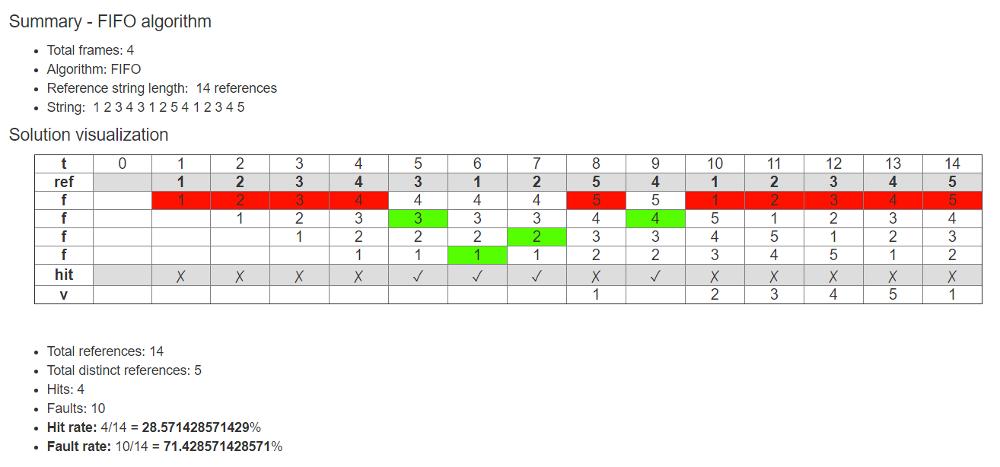 Summary - FIFO algorithm
• Total frames: 4
• Algorithm: FIFO
• Reference string length:  14 references
• String:  1 2 3 4 3 1 2 5 4 1 2 3 4 5
Solution visualization
t 0 1 2 3 4 5 6 7 8 9 10 11 12 13 14
ref 1 2 3 4 3 1 2 5 4 1 2 3 4 5
f 1 2 3 4 4 4 4 5 5 1 2 3 4 5
f 1 2 3 3 3 3 4 4 5 1 2 3 4
f 1 2 2 2 2 3 3 4 5 1 2 3
f 1 1 1 1 2 2 3 4 5 1 2
hit ✗ ✗ ✗ ✗ ✓ ✓ ✓ ✗ ✓ ✗ ✗ ✗ ✗ ✗
v 1 2 3 4 5 1
• Total references: 14
• Total distinct references: 5
• Hits: 4
• Faults: 10
• Hit rate: 4/14 = 28.571428571429%
• Fault rate: 10/14 = 71.428571428571%